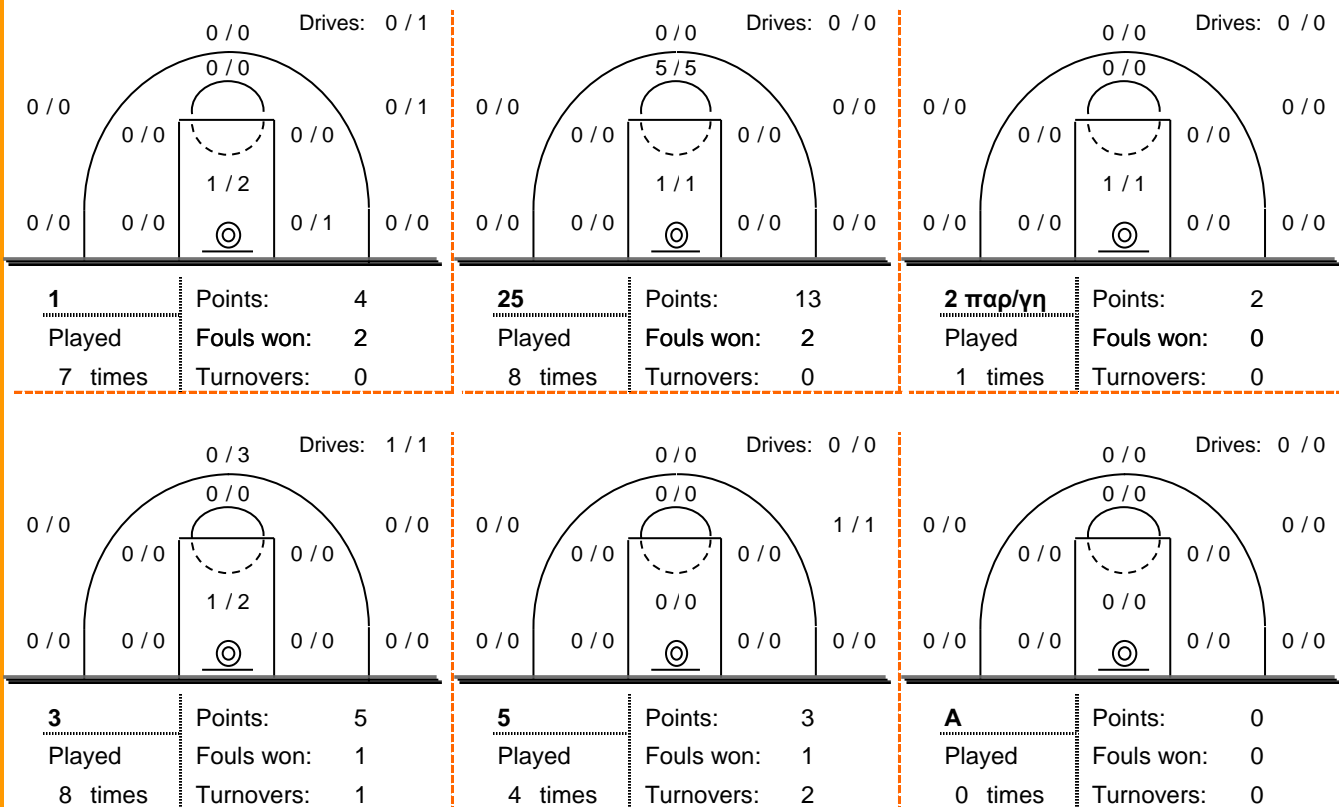 0 / 0 Drives: 0 / 1
0 / 0
0 / 0 0 / 1
0 / 0 0 / 0
1 / 2
0 / 0 0 / 0 0 / 1 0 / 0
1 Points: 4
Played Fouls won: 2
7 times Turnovers: 0
0 / 0 Drives: 0 / 0
5 / 5
0 / 0 0 / 0
0 / 0 0 / 0
1 / 1
0 / 0 0 / 0 0 / 0 0 / 0
25 Points: 13
Played Fouls won: 2
8 times Turnovers: 0
0 / 0 Drives: 0 / 0
0 / 0
0 / 0 0 / 0
0 / 0 0 / 0
1 / 1
0 / 0 0 / 0 0 / 0 0 / 0
2 παρ/γη Points: 2
Played Fouls won: 0
1 times Turnovers: 0
0 / 3 Drives: 1 / 1
0 / 0
0 / 0 0 / 0
0 / 0 0 / 0
1 / 2
0 / 0 0 / 0 0 / 0 0 / 0
3 Points: 5
Played Fouls won: 1
8 times Turnovers: 1
0 / 0 Drives: 0 / 0
0 / 0
0 / 0 1 / 1
0 / 0 0 / 0
0 / 0
0 / 0 0 / 0 0 / 0 0 / 0
5 Points: 3
Played Fouls won: 1
4 times Turnovers: 2
0 / 0 Drives: 0 / 0
0 / 0
0 / 0 0 / 0
0 / 0 0 / 0
0 / 0
0 / 0 0 / 0 0 / 0 0 / 0
A Points: 0
Played Fouls won: 0
0 times Turnovers: 0